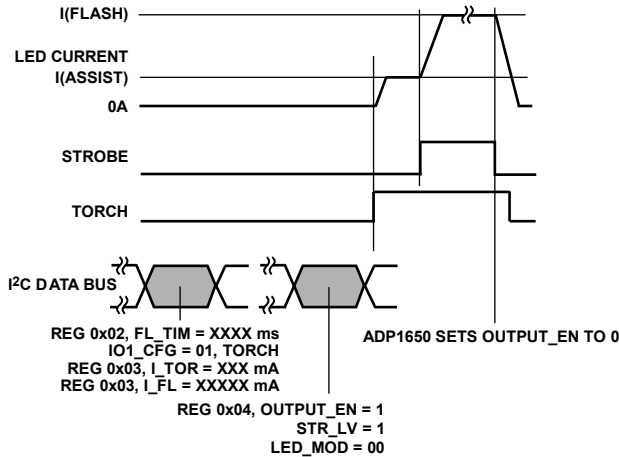 I(FLASH)
LED CURRENT
I(ASSIST)
0A
STROBE
TORCH
I²C DATA BUS
REG 0x02, FL_TIM = XXXX ms
IO1_CFG = 01, TORCH
REG 0x03, I_TOR = XXX mA
REG 0x03, I_FL = XXXXX mA
ADP1650 SETS OUTPUT_EN TO 0
REG 0x04, OUTPUT_EN = 1
STR_LV = 1
LED_MOD = 00